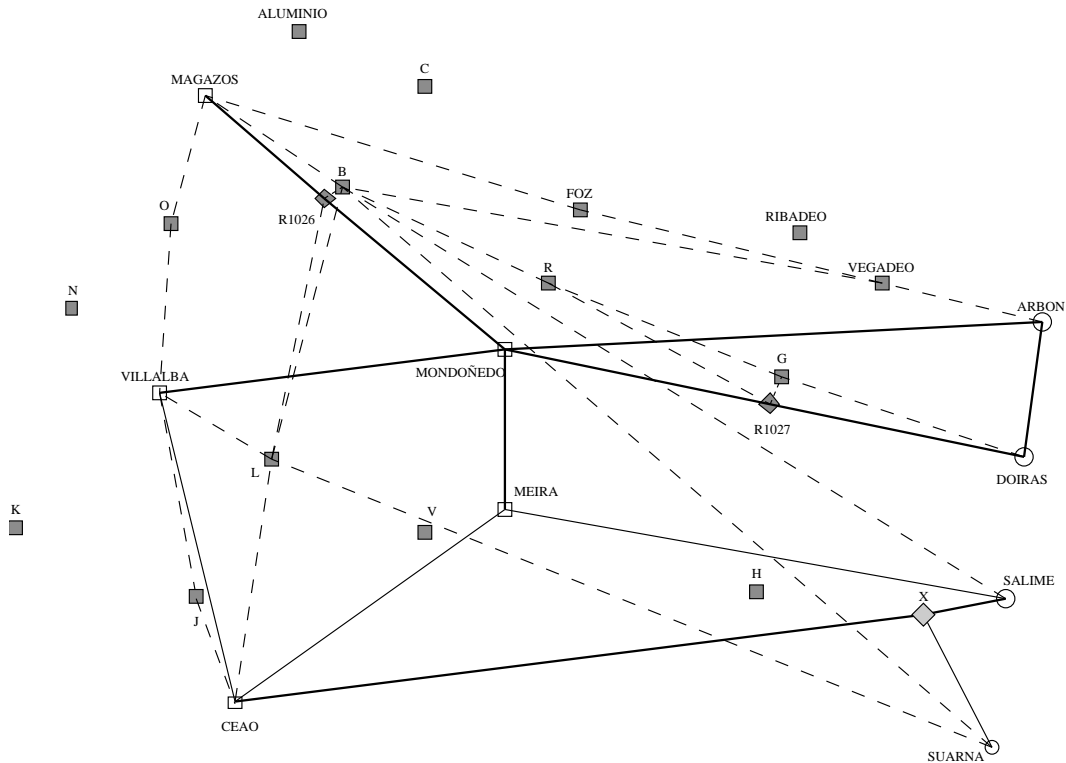 ALUMINIO
C
MAGAZOS
B
O
R1026
FOZ
RIBADEO
R
VEGADEO
N
ARBON
G
VILLALBA
MONDOÑEDO
R1027
L
DOIRAS
MEIRA
K
V
H
SALIME
X
J
CEAO
SUARNA